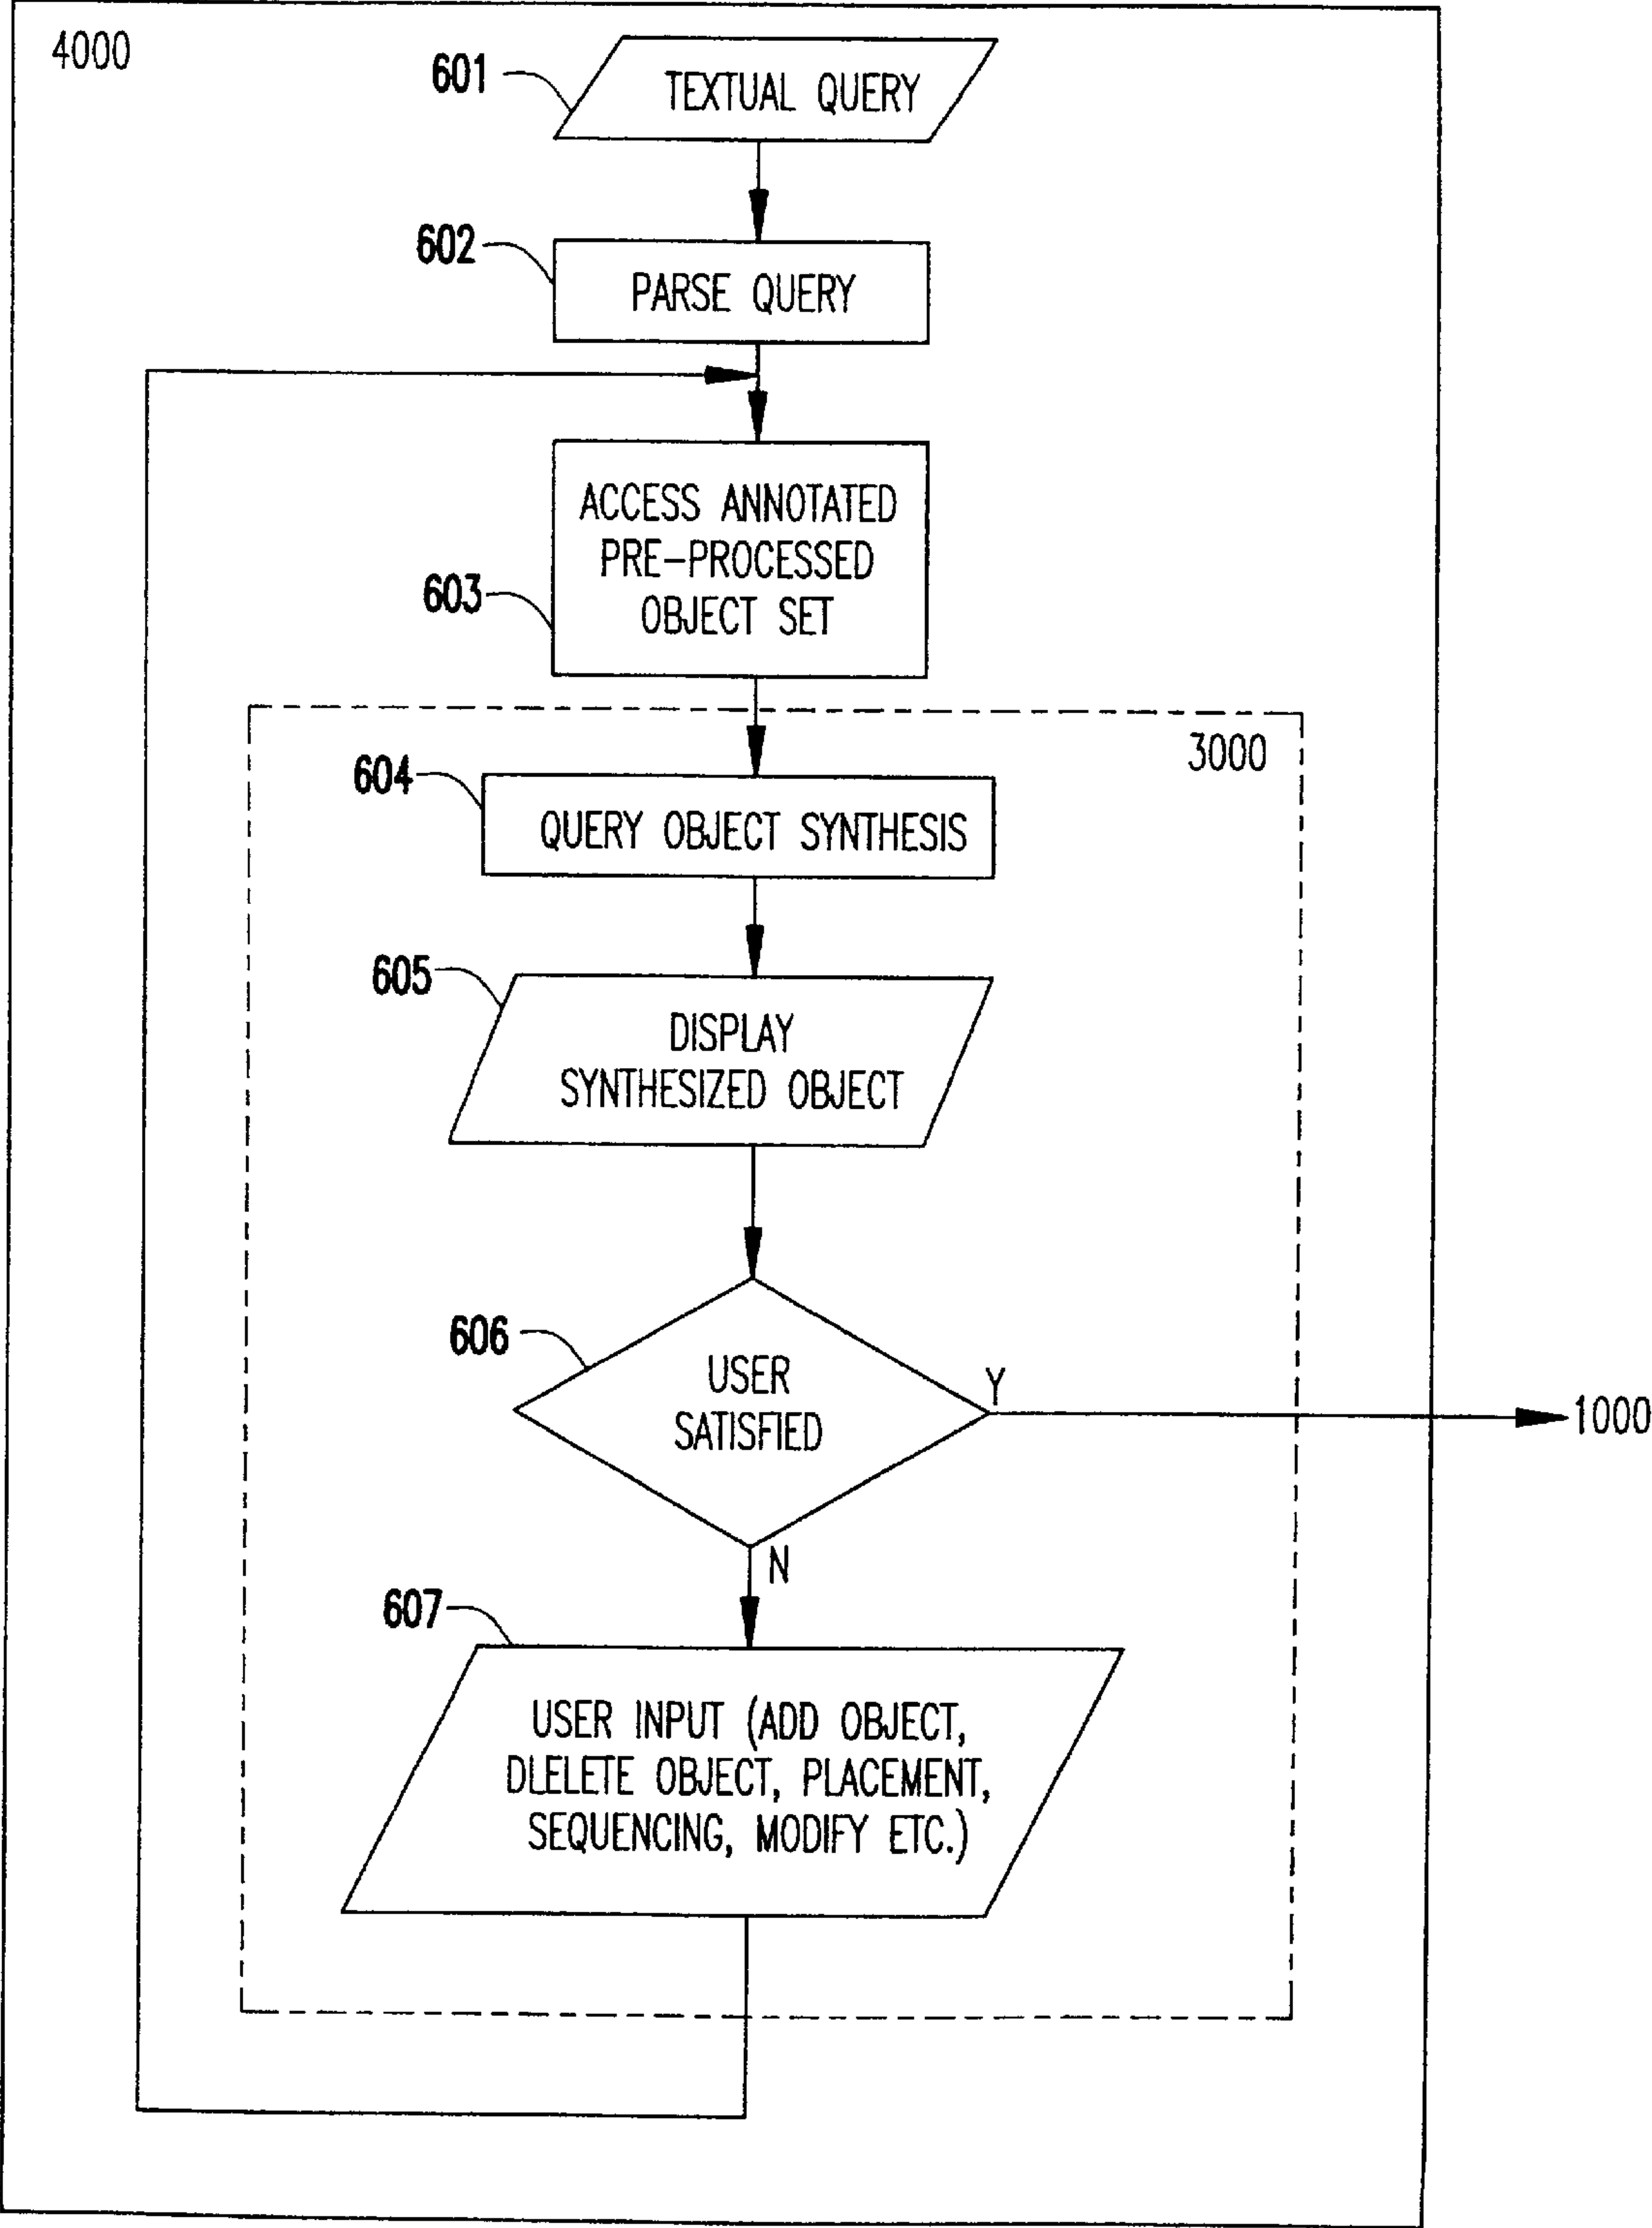 4000
601
TEXTUAL QUERY
602
PARSE QUERY
603
ACCESS ANNOTATED
PRE-PROCESSED
OBJECT SET
3000
604
QUERY OBJECT SYNTHESIS
605
DISPLAY
SYNTHESIZED OBJECT
606
USER
SATISFIED
Y
1000
N
607
USER INPUT (ADD OBJECT,
DLELETE OBJECT, PLACEMENT,
SEQUENCING, MODIFY ETC.)